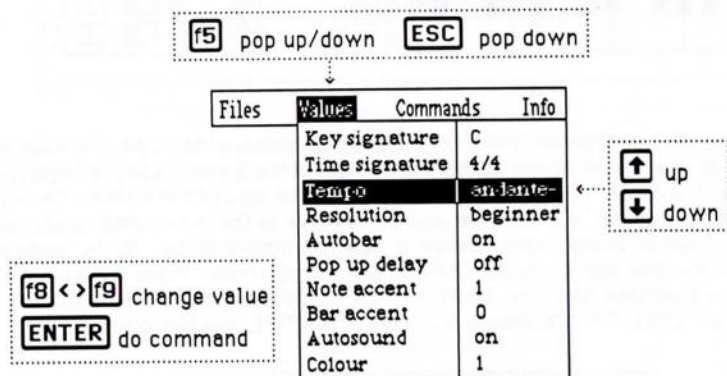 f5 pop up/down ESC pop down
Files Values Commands Info
Key signature C
Time signature 4/4
Tempo andante-
Resolution beginner
Autobar on
Pop up delay off
Note accent 1
Bar accent 0
Autosound on
Colour 1
↑ up
↓ down
f8 <> f9 change value
ENTER do command